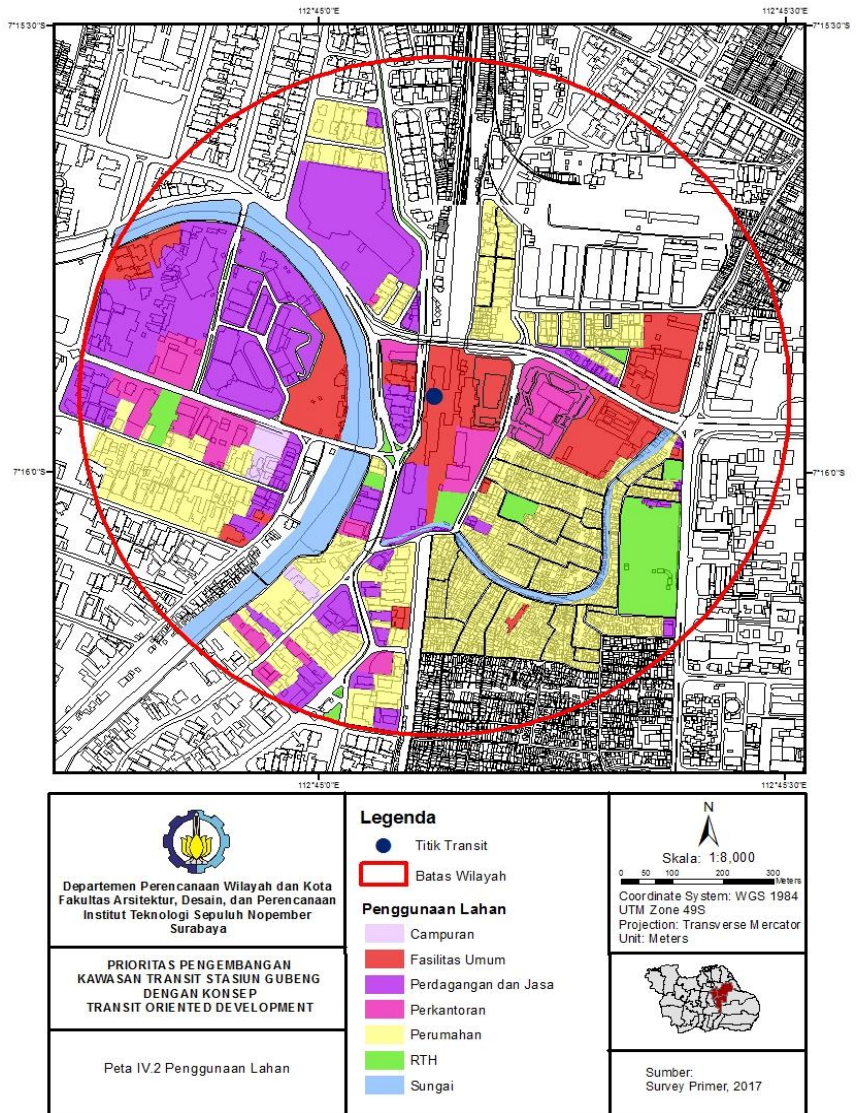 112°45'0"E
112°45'30"E
7°15'30"S
7°15'30"S
7°16'0"S
7°16'0"S
112°45'0"E
112°45'30"E
Departemen Perencanaan Wilayah dan Kota
Fakultas Arsitektur, Desain, dan Perencanaan
Institut Teknologi Sepuluh Nopember
Surabaya
PRIORITAS PENGEMBANGAN
KAWASAN TRANSIT STASIUN GUBENG
DENGAN KONSEP
TRANSIT ORIENTED DEVELOPMENT
Peta IV.2 Penggunaan Lahan
Legenda
Titik Transit
Batas Wilayah
Penggunaan Lahan
Campuran
Fasilitas Umum
Perdagangan dan Jasa
Perkantoran
Perumahan
RTH
Sungai
N
Skala: 1:8,000
0 50 100 200 300
Meters
Coordinate System: WGS 1984
UTM Zone 49S
Projection: Transverse Mercator
Unit: Meters
Sumber:
Survey Primer, 2017